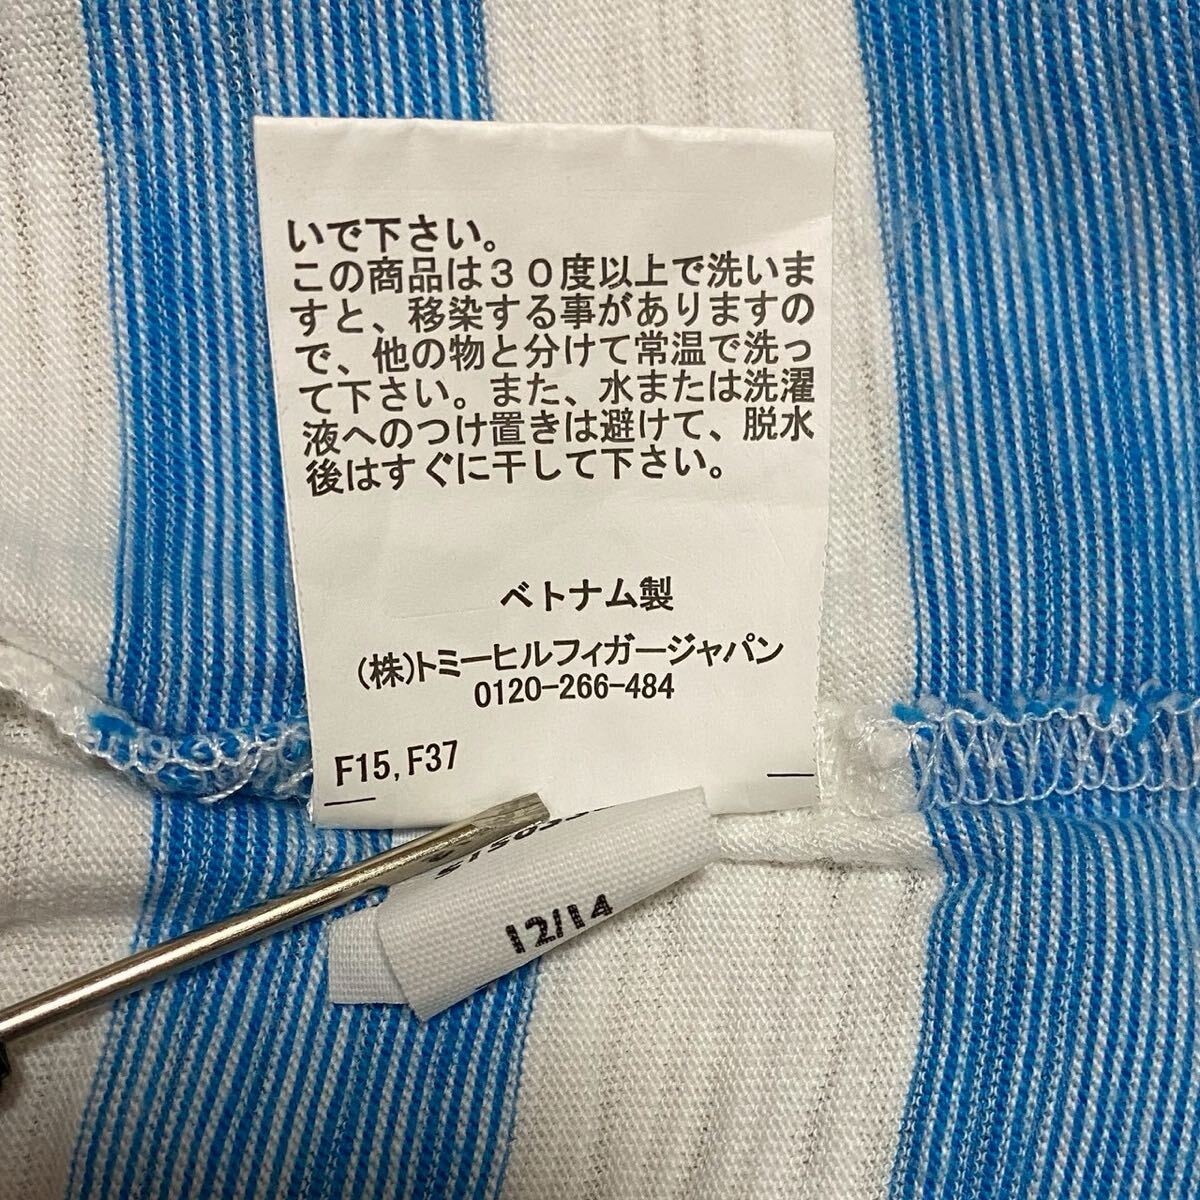 いで下さい。
この商品は３０度以上で洗いま
すと、移染する事がありますの
で、他の物と分けて常温で洗っ
て下さい。また、水または洗濯
液へのつけ置きは避けて、脱水
後はすぐに干して下さい。
ベトナム製
(株)トミーヒルフィガージャパン
0120-266-484
F15,F37
12/14